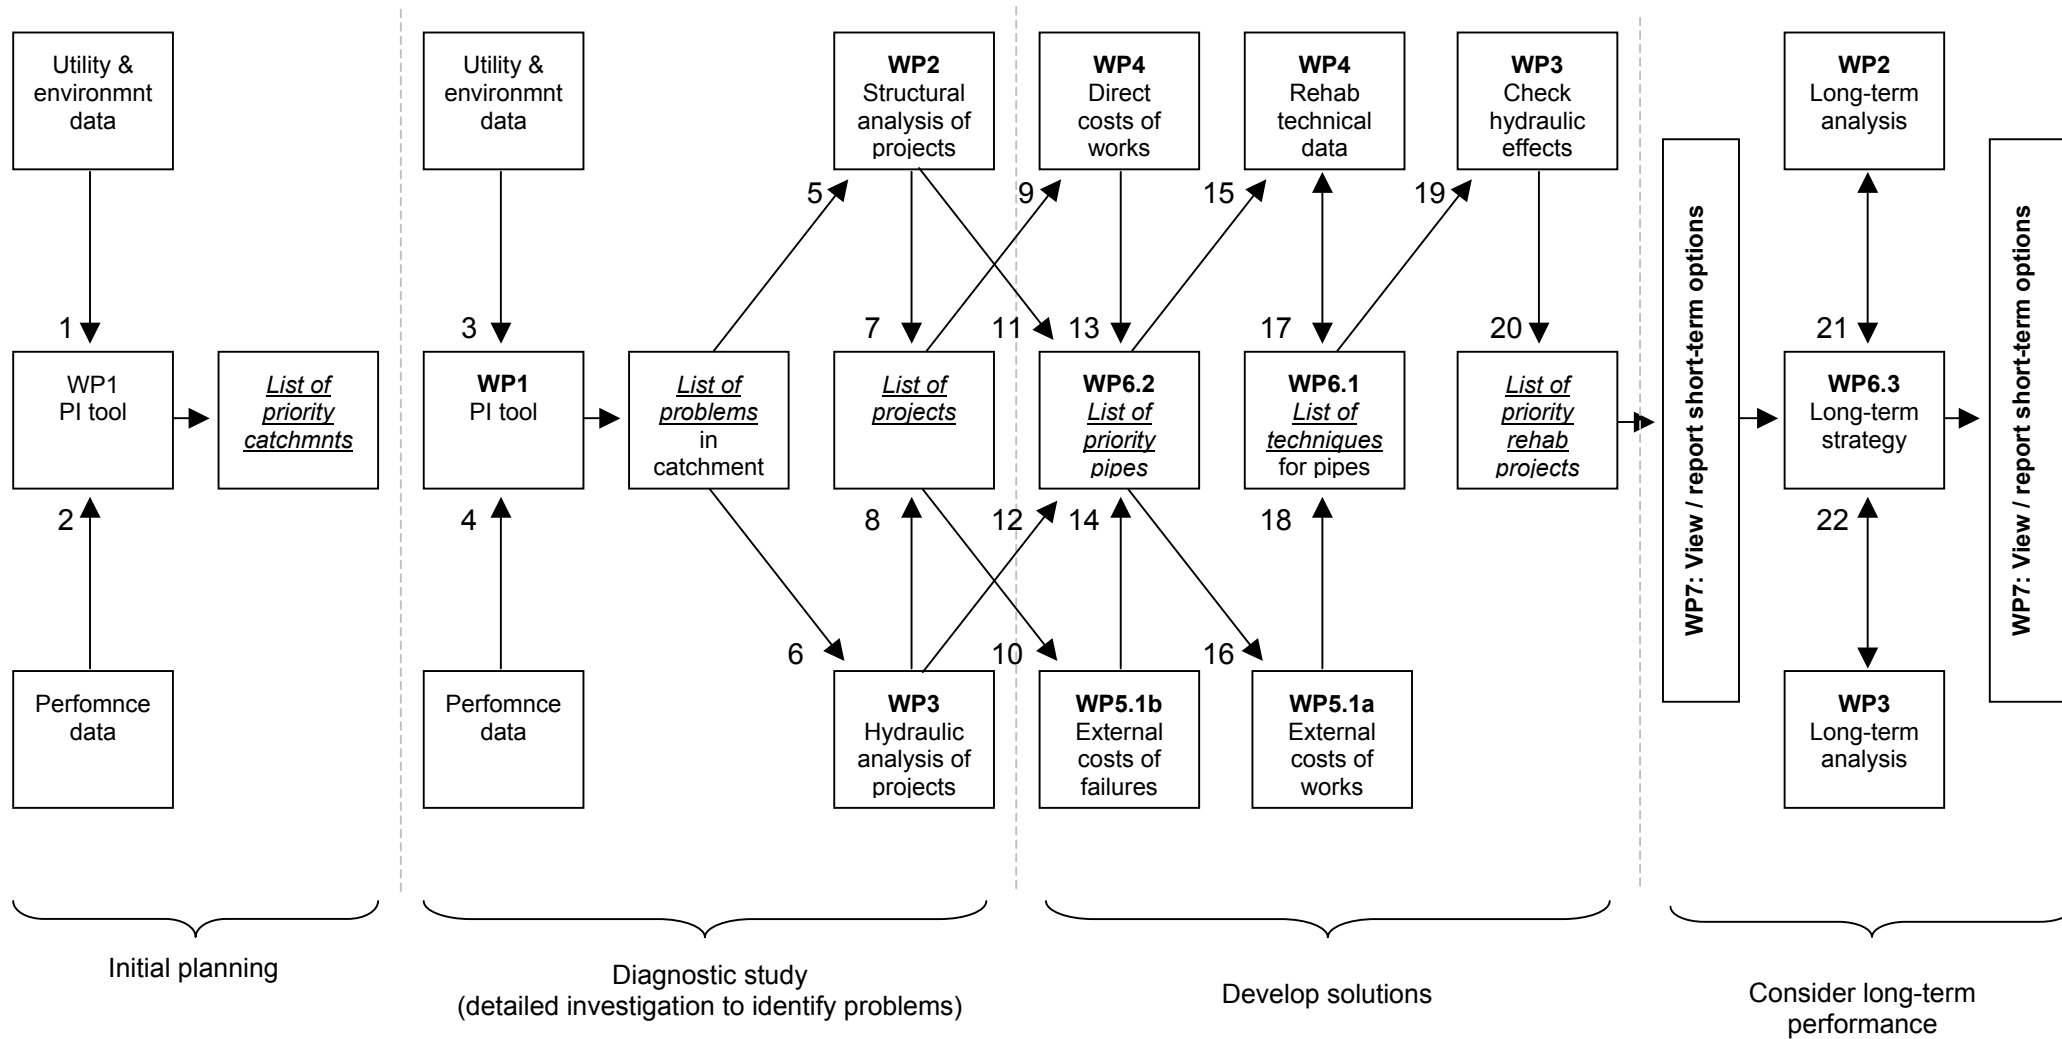 Utility &
environmnt
data
1
WP1
PI tool
List of
priority
catchmnts
2
Perfomnce
data
Initial planning
Utility &
environmnt
data
3
WP1
PI tool
4
Perfomnce
data
List of
problems
in
catchment
5
6
WP2
Structural
analysis of
projects
7
List of
projects
8
WP3
Hydraulic
analysis of
projects
Diagnostic study
(detailed investigation to identify problems)
9
10
11
12
WP4
Direct
costs of
works
13
WP6.2
List of
priority
pipes
14
WP5.1b
External
costs of
failures
15
16
WP4
Rehab
technical
data
17
WP6.1
List of
techniques
for pipes
18
WP5.1a
External
costs of
works
19
WP3
Check
hydraulic
effects
20
List of
priority
rehab
projects
Develop solutions
WP7: View / report short-term options
WP2
Long-term
analysis
21
WP6.3
Long-term
strategy
22
WP3
Long-term
analysis
WP7: View / report short-term options
Consider long-term
performance